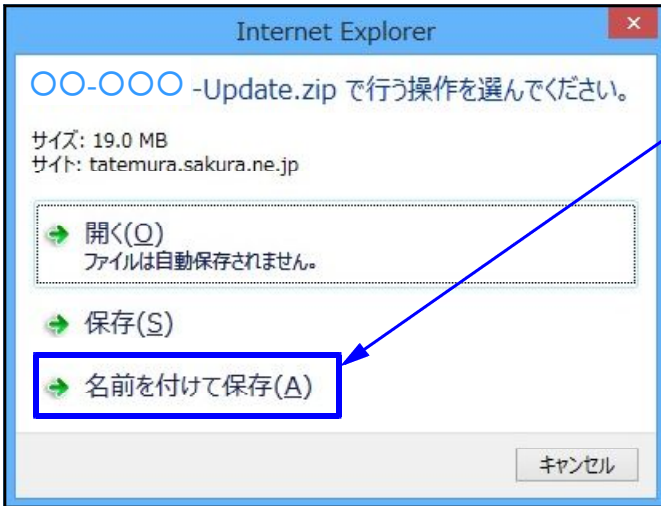 Internet Explorer
〇〇-〇〇〇 -Update.zip で行う操作を選んでください。
サイズ: 19.0 MB
サイト: tatemura.sakura.ne.jp
開く(O)
ファイルは自動保存されません。
保存(S)
名前を付けて保存(A)
キャンセル